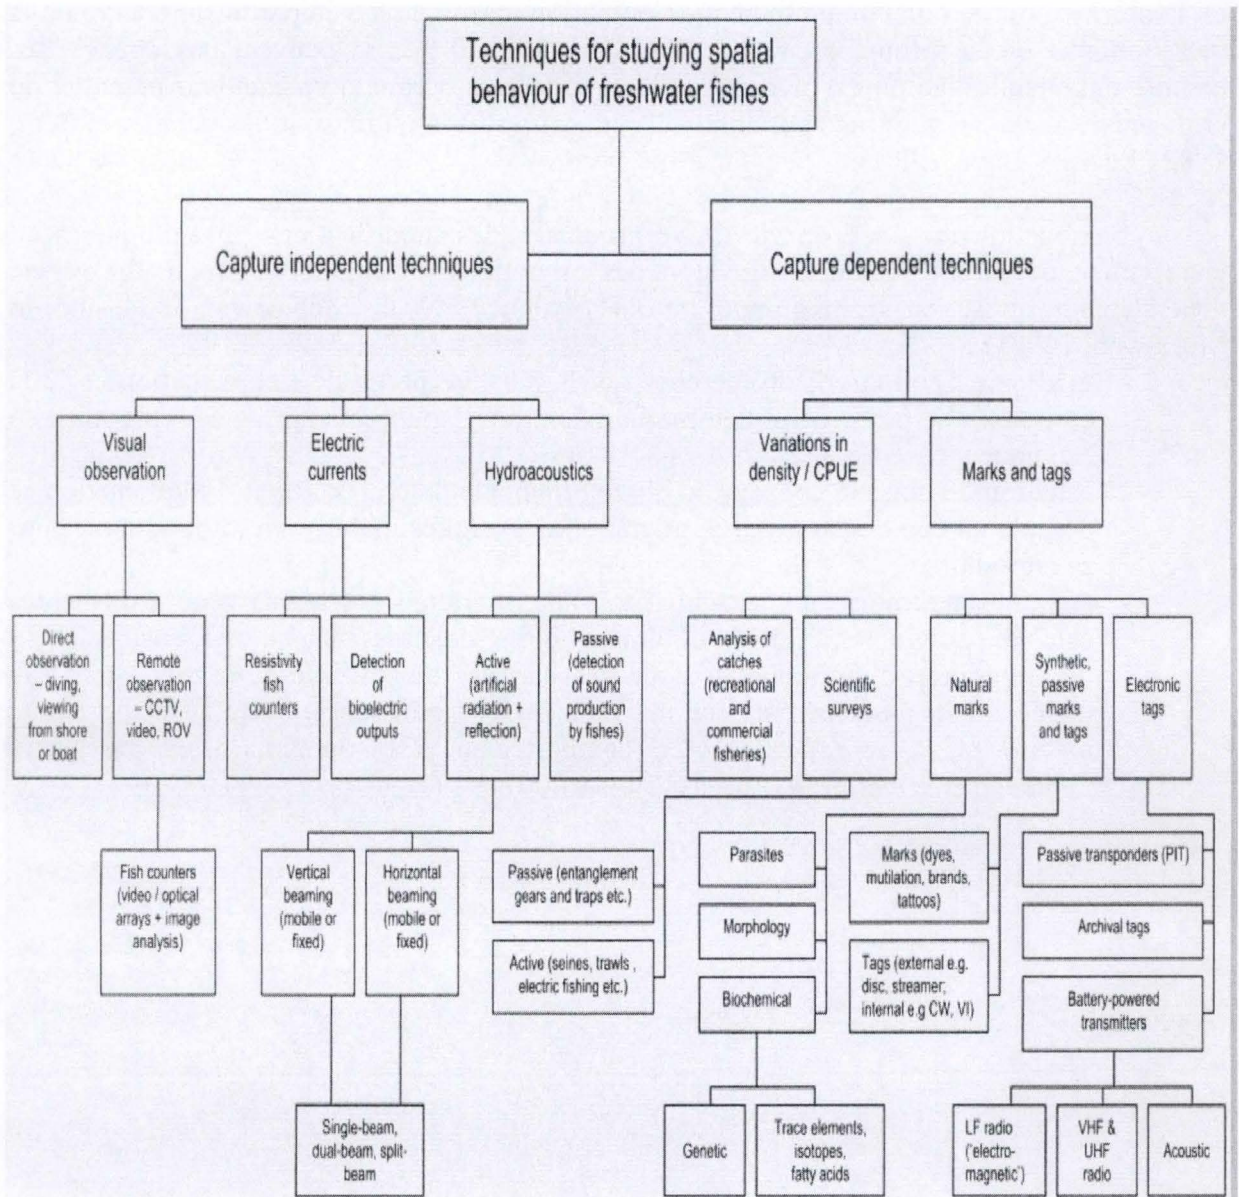 Techniques for studying spatial
behaviour of freshwater fishes
Capture independent techniques
Capture dependent techniques
Visual
observation
Electric
currents
Hydroacoustics
Variations in
density / CPUE
Marks and tags
Direct
observation
– diving,
viewing
from shore
or boat
Remote
observation
– CCTV,
video, ROV
Resistivity
fish
counters
Detection
of
bioelectric
outputs
Active
(artificial
radiation +
reflection)
Passive
(detection
of sound
production
by fishes)
Analysis of
catches
(recreational
and
commercial
fisheries)
Scientific
surveys
Natural
marks
Synthetic,
passive
marks
and tags
Electronic
tags
Fish counters
(video / optical
arrays + image
analysis)
Vertical
beaming
(mobile or
fixed)
Horizontal
beaming
(mobile or
fixed)
Passive (entanglement
gears and traps etc.)
Active (seines, trawls ,
electric fishing etc.)
Parasites
Morphology
Biochemical
Marks (dyes,
mutilation, brands,
tattoos)
Tags (external e.g.
disc, streamer;
internal e.g CW, VI)
Passive transponders (PIT)
Archival tags
Battery-powered
transmitters
Single-beam,
dual-beam, split-
beam
Genetic
Trace elements,
isotopes,
fatty acids
LF radio
('electro-
magnetic')
VHF &
UHF
radio
Acoustic